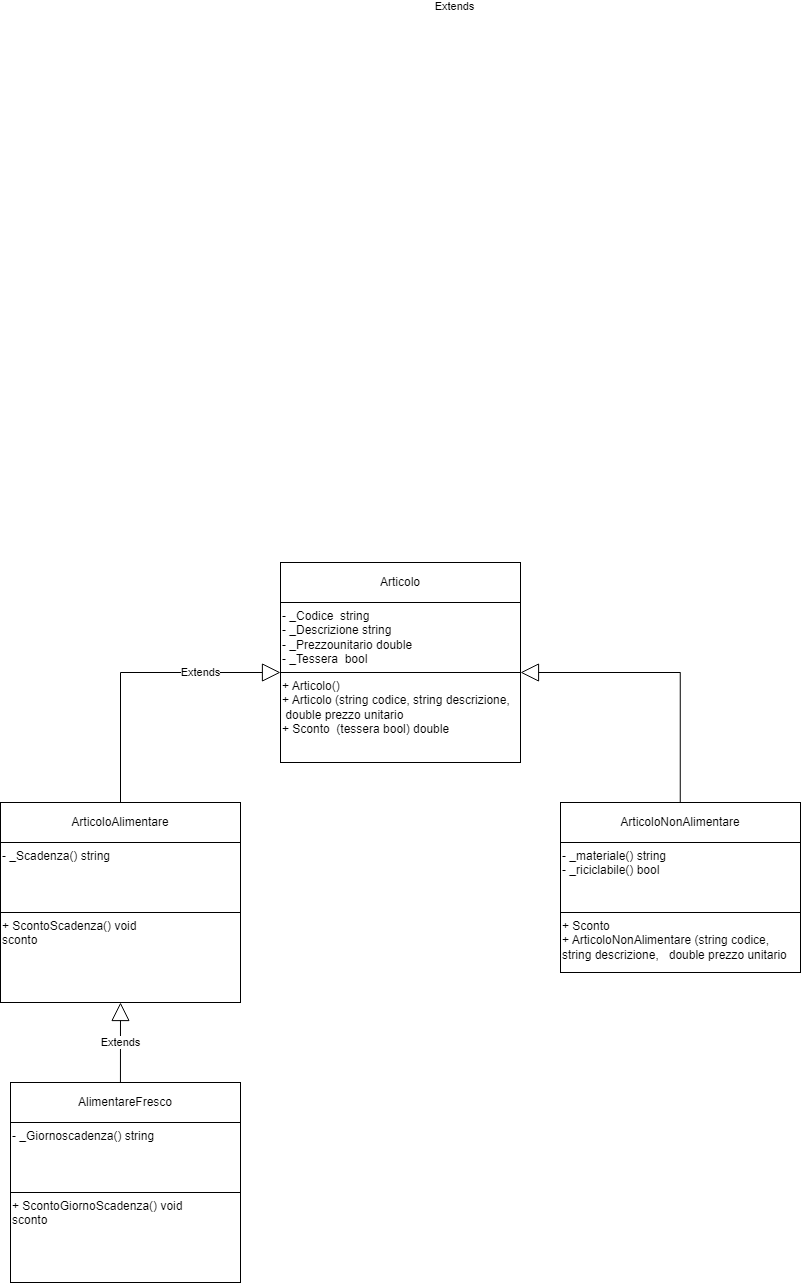 Extends
Articolo
- _Codice  string
- _Descrizione string
- _Prezzounitario double
- _Tessera  bool
Extends
+ Articolo()
+ Articolo (string codice, string descrizione,
double prezzo unitario
+ Sconto  (tessera bool) double
ArticoloAlimentare
- _Scadenza() string
+ ScontoScadenza() void
sconto
ArticoloNonAlimentare
- _materiale() string
- _riciclabile() bool
+ Sconto
+ ArticoloNonAlimentare (string codice,
string descrizione,   double prezzo unitario
Extends
AlimentareFresco
- _Giornoscadenza() string
+ ScontoGiornoScadenza() void
sconto